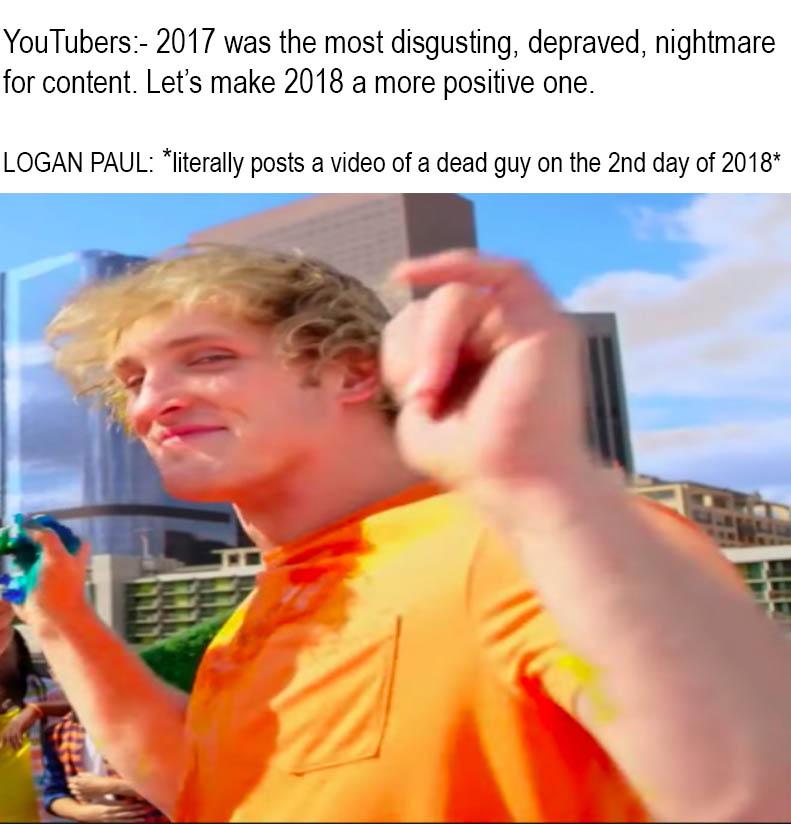 YouTubers:- 2017 was the most disgusting, depraved, nightmare
for content. Let’s make 2018 a more positive one.
LOGAN PAUL: *literally posts a video of a dead guy on the 2nd day of 2018*